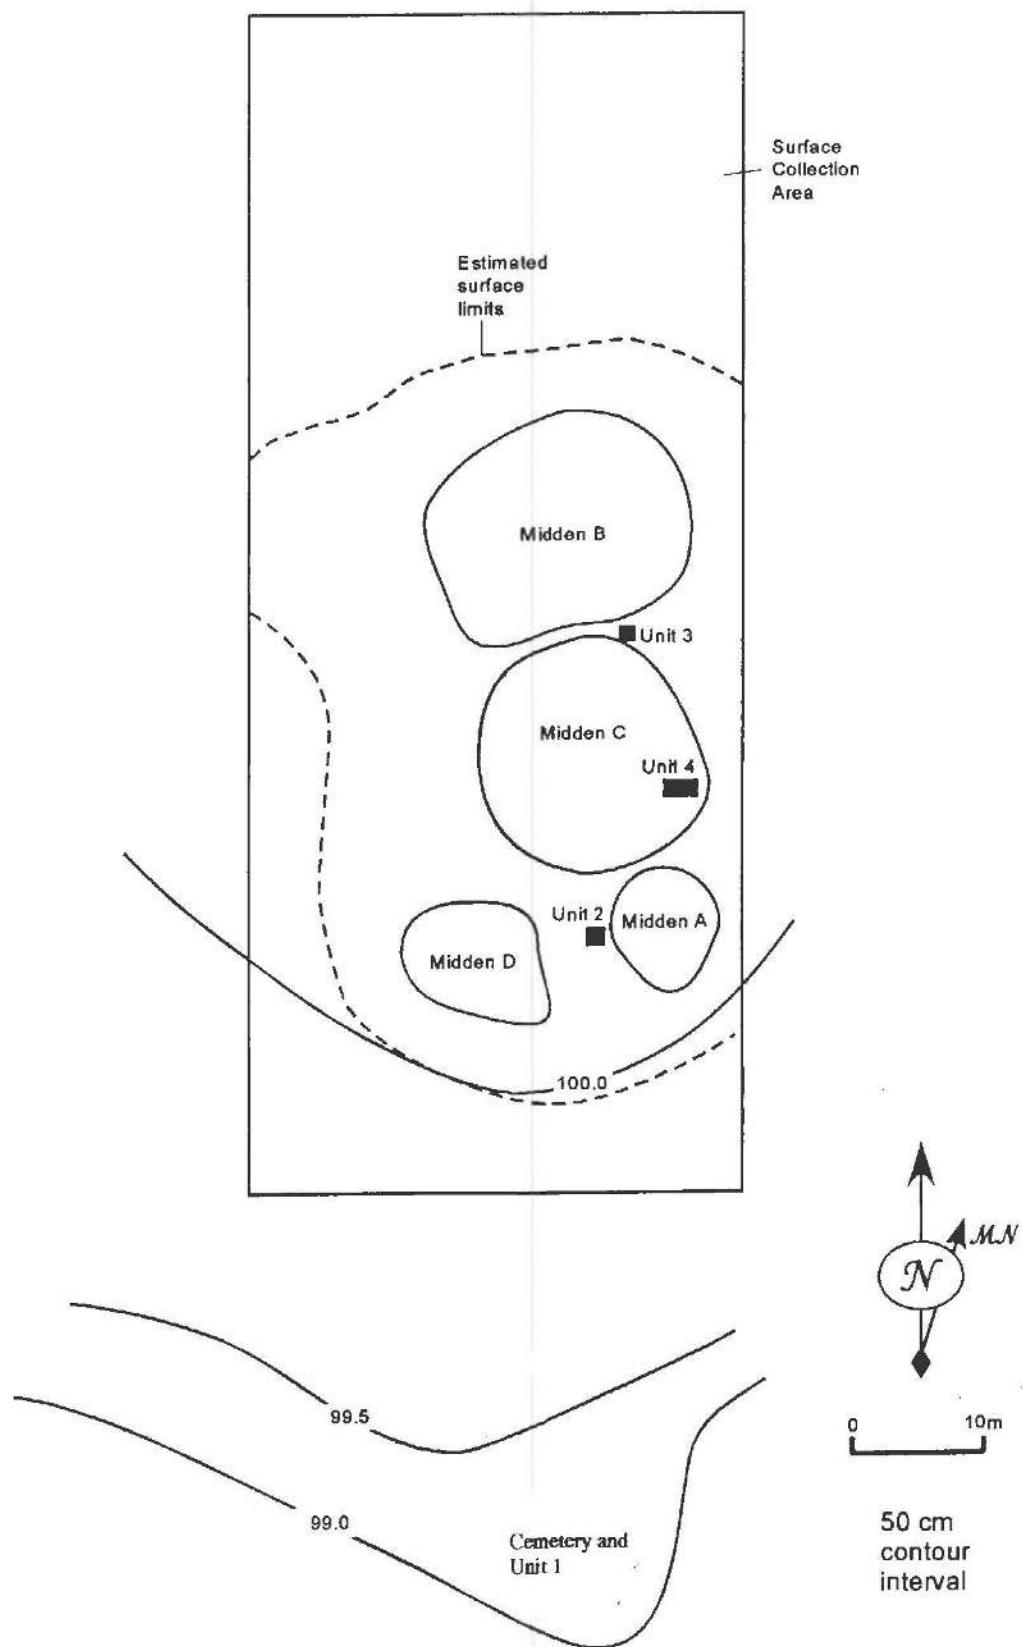 Surface
Collection
Area
Estimated
surface
limits
Midden B
Unit 3
Midden C
Unit 4
Unit 2
Midden A
Midden D
100.0
MN
N
99.5
0 10m
99.0
50 cm
contour
interval
Cemetery and
Unit 1